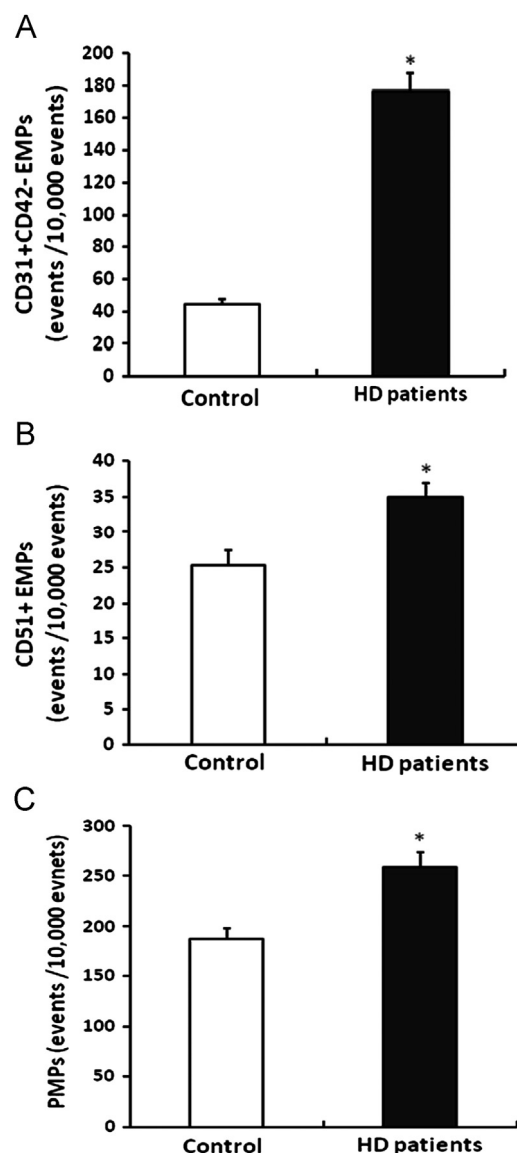 A
CD31+CD42- EMPs
(events /10,000 events)
200
180
160
140
120
100
80
60
40
20
0
*
Control
HD patients
B
CD51+ EMPs
(events /10,000 events)
40
35
30
25
20
15
10
5
0
*
Control
HD patients
C
PMPs (events /10,000 evnets)
300
250
200
150
100
50
0
*
Control
HD patients